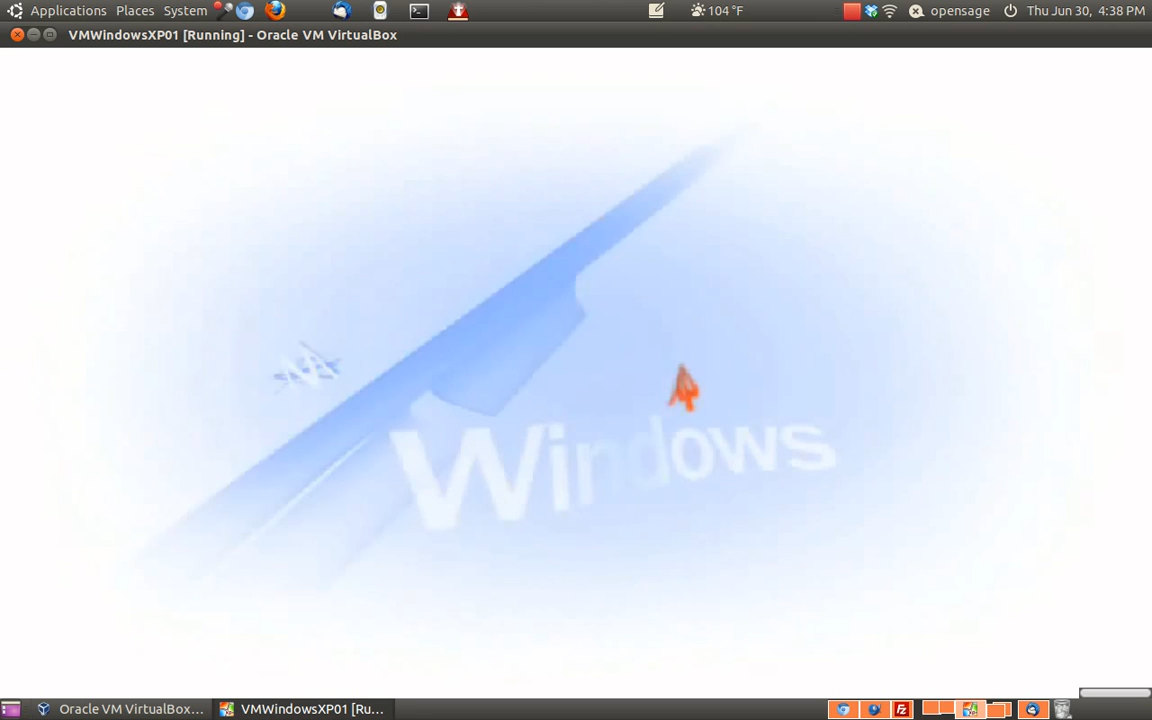 Applications Places System 104 °F opensage Thu Jun 30, 4:38 PM
VMWindowsXP01 [Running] - Oracle VM VirtualBox
Windows
Oracle VM VirtualBox... VMWindowsXP01 [Ru...